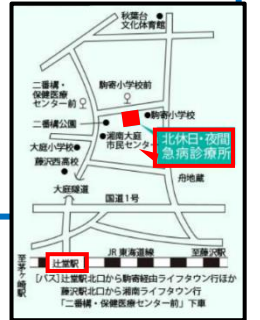 秋葉台
文化体育館
二番構・
保健医療
センター前
駒寄小学校前
二番構公園
駒寄小学校
湘南大庭
市民センター
北休日・夜間
急病診療所
大庭小学校
藤沢西高校
舟地蔵
大庭隧道
国道1号
至茅ヶ崎駅
辻堂駅
JR東海道線
至藤沢駅
[バス]辻堂駅北口から駒寄経由ライフタウン行ほか
藤沢駅北口から湘南ライフタウン行
「二番構・保健医療センター前」下車